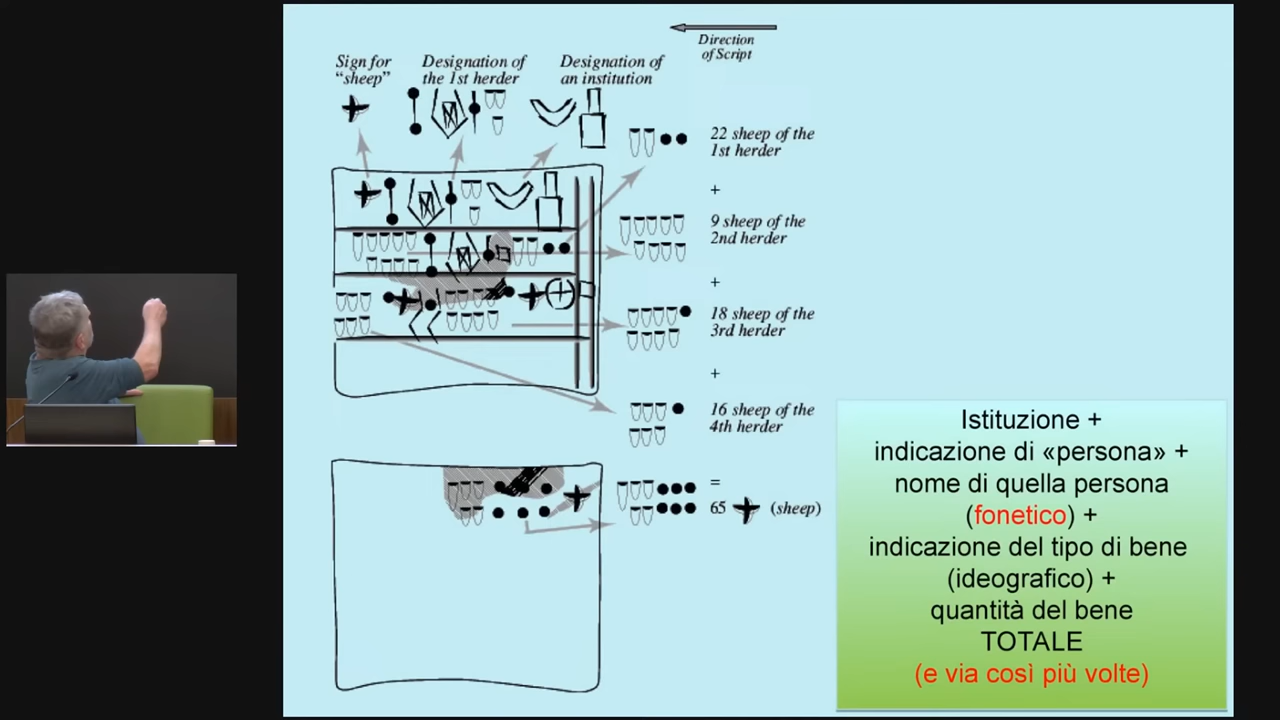 Direction
of Script
Sign for
"sheep"
Designation of
the 1st herder
Designation of
an institution
22 sheep of the
1st herder
+
9 sheep of the
2nd herder
+
18 sheep of the
3rd herder
+
16 sheep of the
4th herder
=
65 (sheep)
Istituzione +
indicazione di «persona» +
nome di quella persona
(fonetico) +
indicazione del tipo di bene
(ideografico) +
quantità del bene
TOTALE
(e via così più volte)